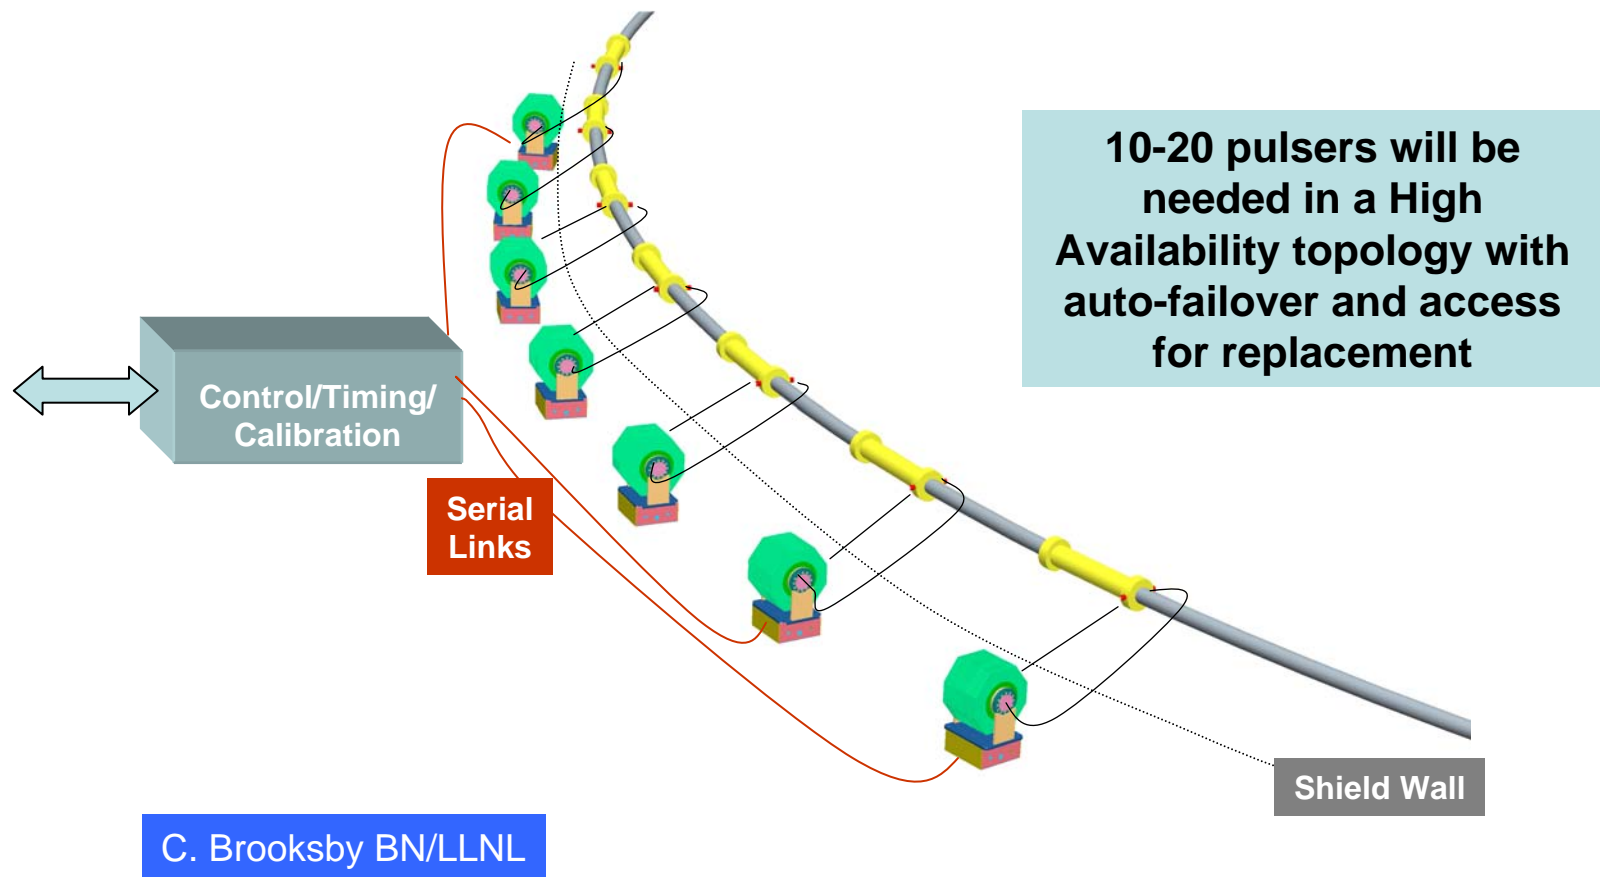 10-20 pulsers will be
needed in a High
Availability topology with
auto-failover and access
for replacement
Control/Timing/
Calibration
Serial
Links
Shield Wall
C. Brooksby BN/LLNL